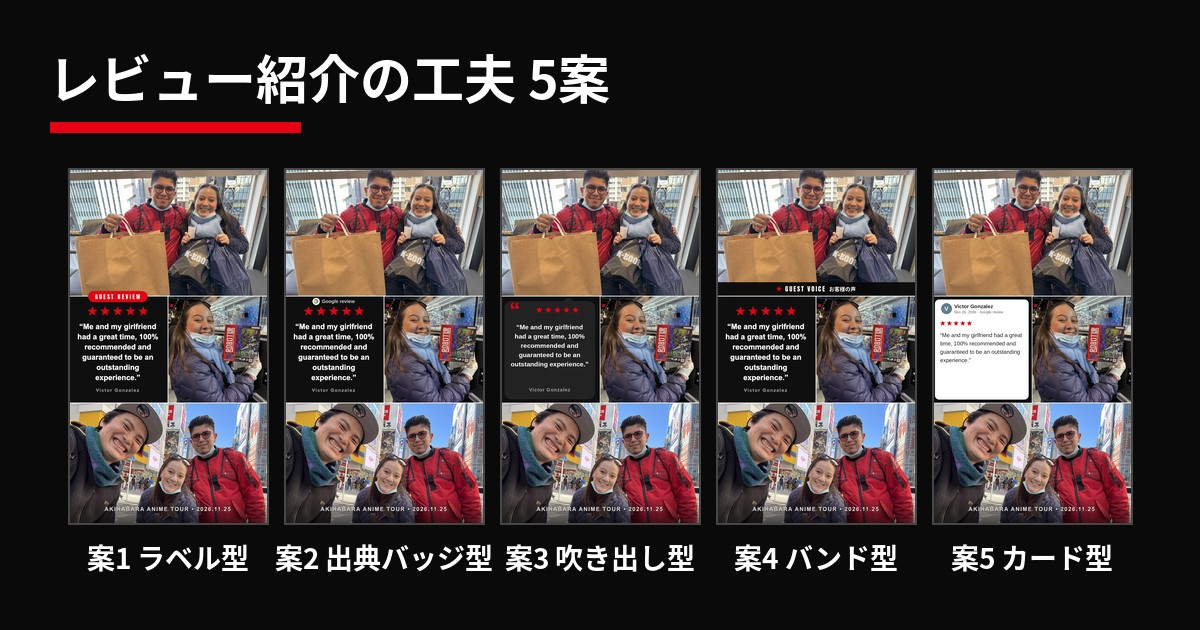 レビュー紹介の工夫 5案
GUEST REVIEW
★★★★★
“Me and my girlfriend
had a great time, 100%
recommended and
guaranteed to be an
outstanding
experience.”
Victor Gonzalez
AKIHABARA ANIME TOUR • 2026.11.25
案1 ラベル型
G Google review
★★★★★
“Me and my girlfriend
had a great time, 100%
recommended and
guaranteed to be an
outstanding
experience.”
Victor Gonzalez
AKIHABARA ANIME TOUR • 2026.11.25
案2 出典バッジ型
“
★★★★★
“Me and my girlfriend
had a great time, 100%
recommended and
guaranteed to be an
outstanding experience.”
Victor Gonzalez
AKIHABARA ANIME TOUR • 2026.11.25
案3 吹き出し型
★ GUEST VOICE お客様の声
★★★★★
“Me and my girlfriend
had a great time, 100%
recommended and
guaranteed to be an
outstanding
experience.”
Victor Gonzalez
AKIHABARA ANIME TOUR • 2026.11.25
案4 バンド型
V
Victor Gonzalez
★★★★★
“Me and my girlfriend had a great
time, 100% recommended and
guaranteed to be an outstanding
experience.”
AKIHABARA ANIME TOUR • 2026.11.25
案5 カード型